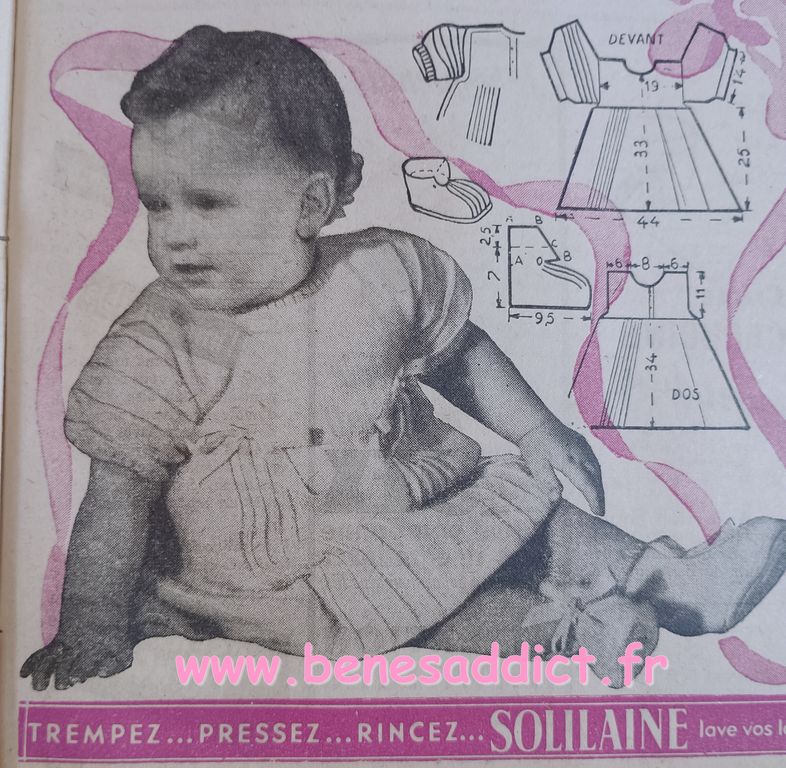 DEVANT
19
14
33
25
44
A B
2,5
C
A O B
7
9,5
6 8 6
11
34
DOS
www.benesaddict.fr
TREMPEZ...PRESSEZ...RINCEZ... SOLILAINE lave vos